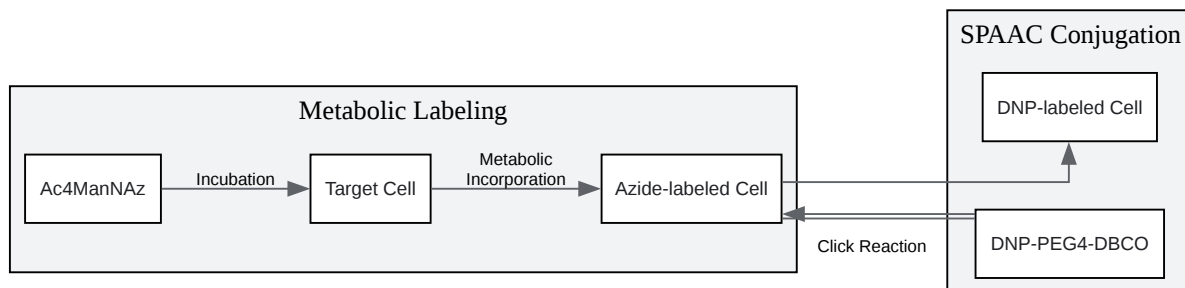 SPAAC Conjugation
DNP-labeled Cell
Metabolic Labeling
Ac4ManNAz
Incubation
Target Cell
Metabolic
Incorporation
Azide-labeled Cell
Click Reaction
DNP-PEG4-DBCO